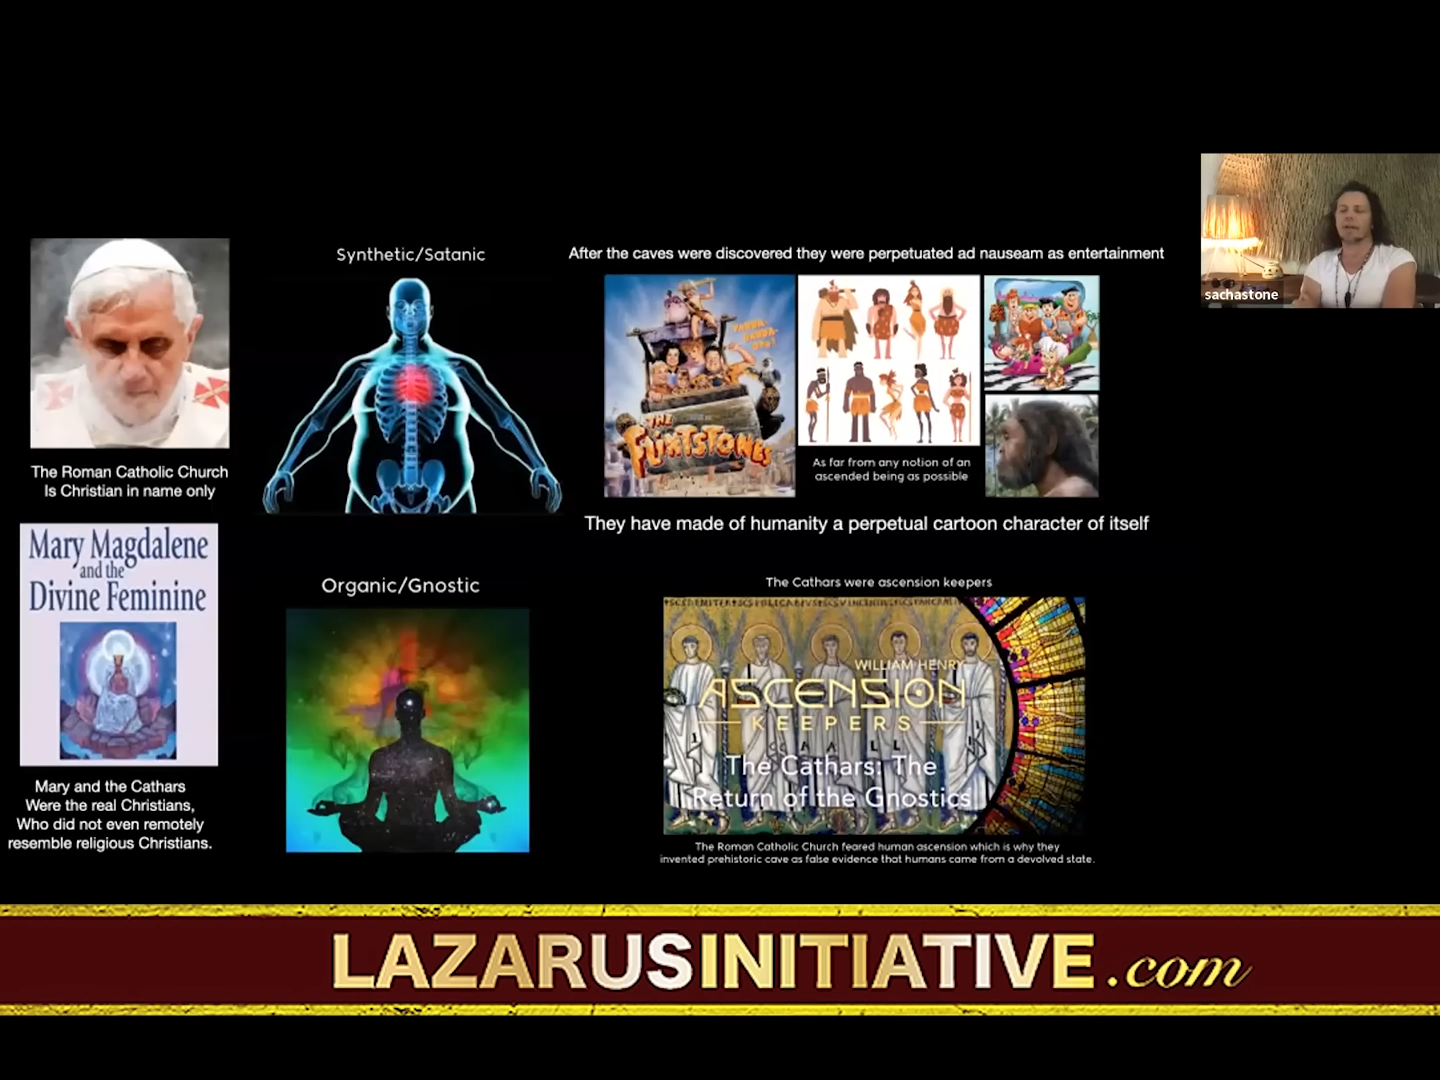 Synthetic/Satanic
After the caves were discovered they were perpetuated ad nauseam as entertainment
sachastone
YABBA-
DABBA-
DOO!
THE
FLINTSTONES
As far from any notion of an
ascended being as possible
The Roman Catholic Church
Is Christian in name only
They have made of humanity a perpetual cartoon character of itself
Mary Magdalene
and the
Divine Feminine
Organic/Gnostic
The Cathars were ascension keepers
WILLIAM HENRY
ASCENSION
KEEPERS
The Cathars: The
Return of the Gnostics
Mary and the Cathars
Were the real Christians,
Who did not even remotely
resemble religious Christians.
The Roman Catholic Church feared human ascension which is why they
invented prehistoric cave as false evidence that humans came from a devolved state.
LAZARUSINITIATIVE.com